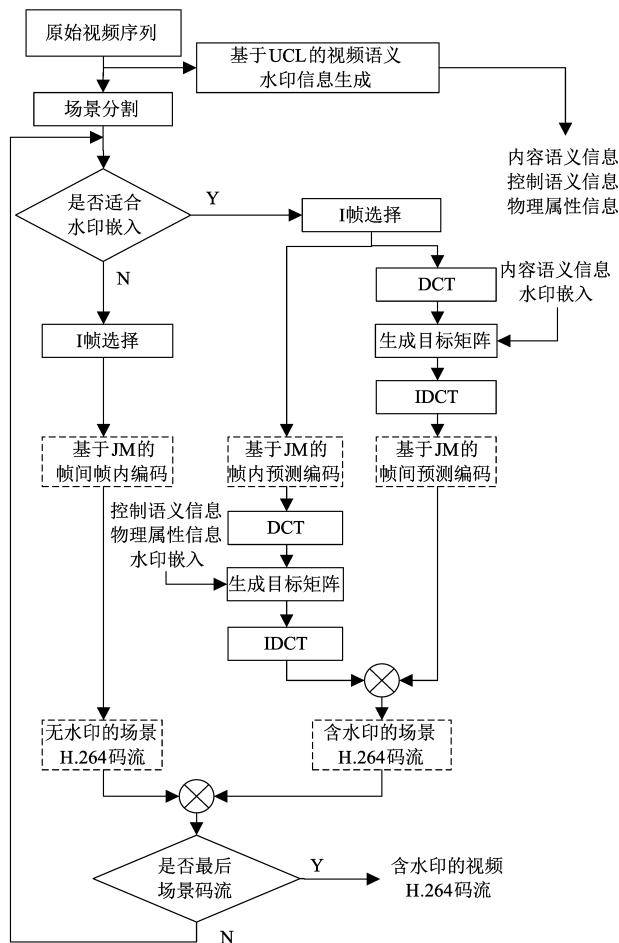 原始视频序列
基于UCL的视频语义
水印信息生成
场景分割
内容语义信息
控制语义信息
物理属性信息
是否适合
水印嵌入
Y
I帧选择
N
DCT
内容语义信息
水印嵌入
I帧选择
生成目标矩阵
IDCT
基于JM的
帧间帧内编码
基于JM的
帧内预测编码
基于JM的
帧间预测编码
控制语义信息
物理属性信息
水印嵌入
DCT
生成目标矩阵
IDCT
无水印的场景
H.264码流
含水印的场景
H.264码流
是否最后
场景码流
Y
含水印的视频
H.264码流
N